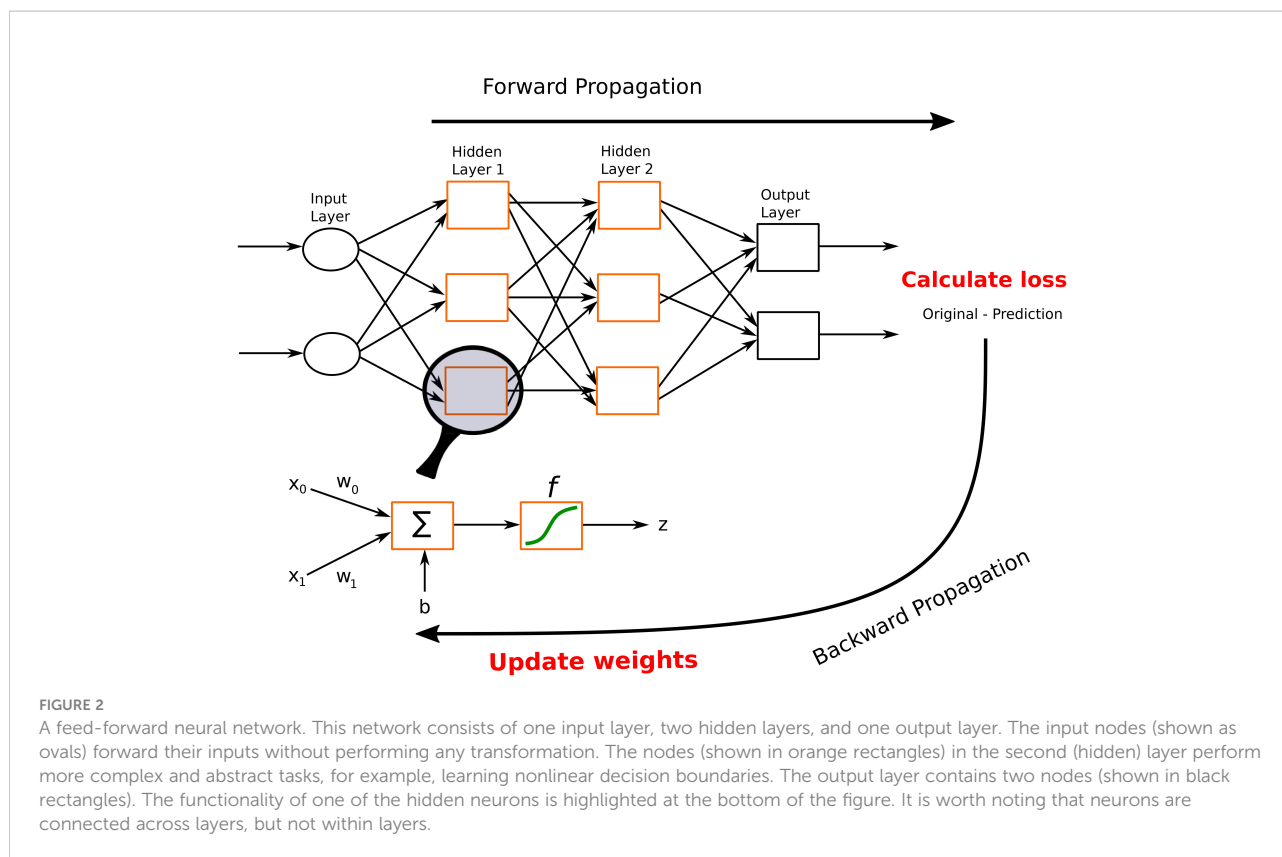 Forward Propagation
Hidden
Layer 1
Hidden
Layer 2
Input
Layer
Output
Layer
Calculate loss
Original - Prediction
x0 w0
f
Σ
z
x1 w1
b
Backward Propagation
Update weights
FIGURE 2
A feed-forward neural network. This network consists of one input layer, two hidden layers, and one output layer. The input nodes (shown as
ovals) forward their inputs without performing any transformation. The nodes (shown in orange rectangles) in the second (hidden) layer perform
more complex and abstract tasks, for example, learning nonlinear decision boundaries. The output layer contains two nodes (shown in black
rectangles). The functionality of one of the hidden neurons is highlighted at the bottom of the figure. It is worth noting that neurons are
connected across layers, but not within layers.